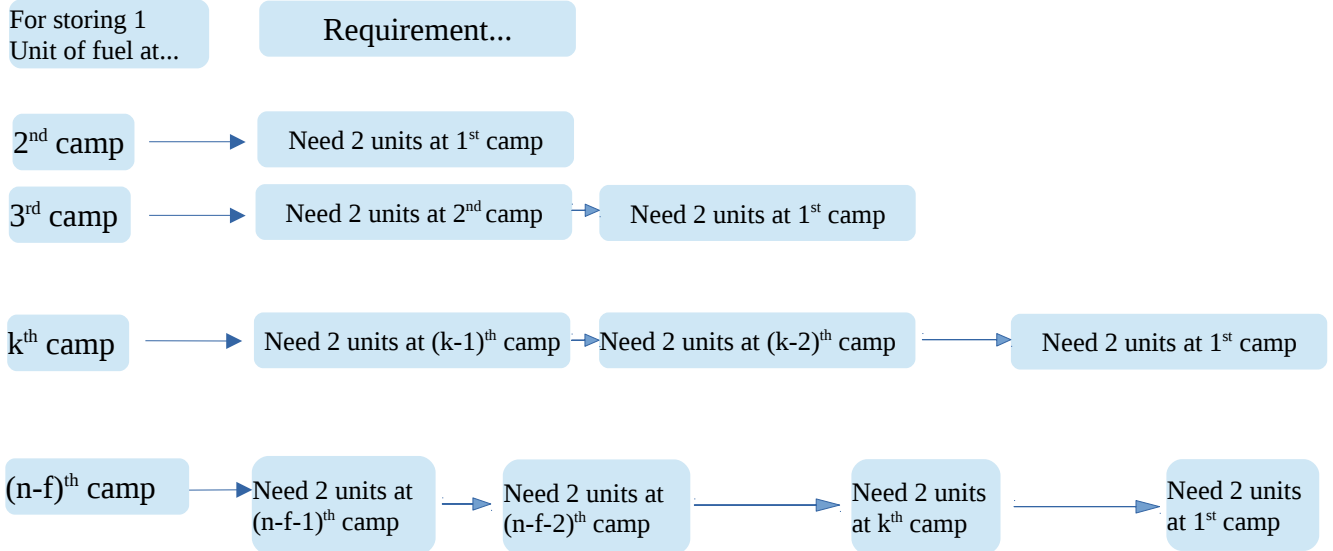 For storing 1
Unit of fuel at...
Requirement...
2nd camp
Need 2 units at 1st camp
3rd camp
Need 2 units at 2nd camp
Need 2 units at 1st camp
kth camp
Need 2 units at (k-1)th camp
Need 2 units at (k-2)th camp
Need 2 units at 1st camp
(n-f)th camp
Need 2 units at
(n-f-1)th camp
Need 2 units at
(n-f-2)th camp
Need 2 units
at kth camp
Need 2 units
at 1st camp